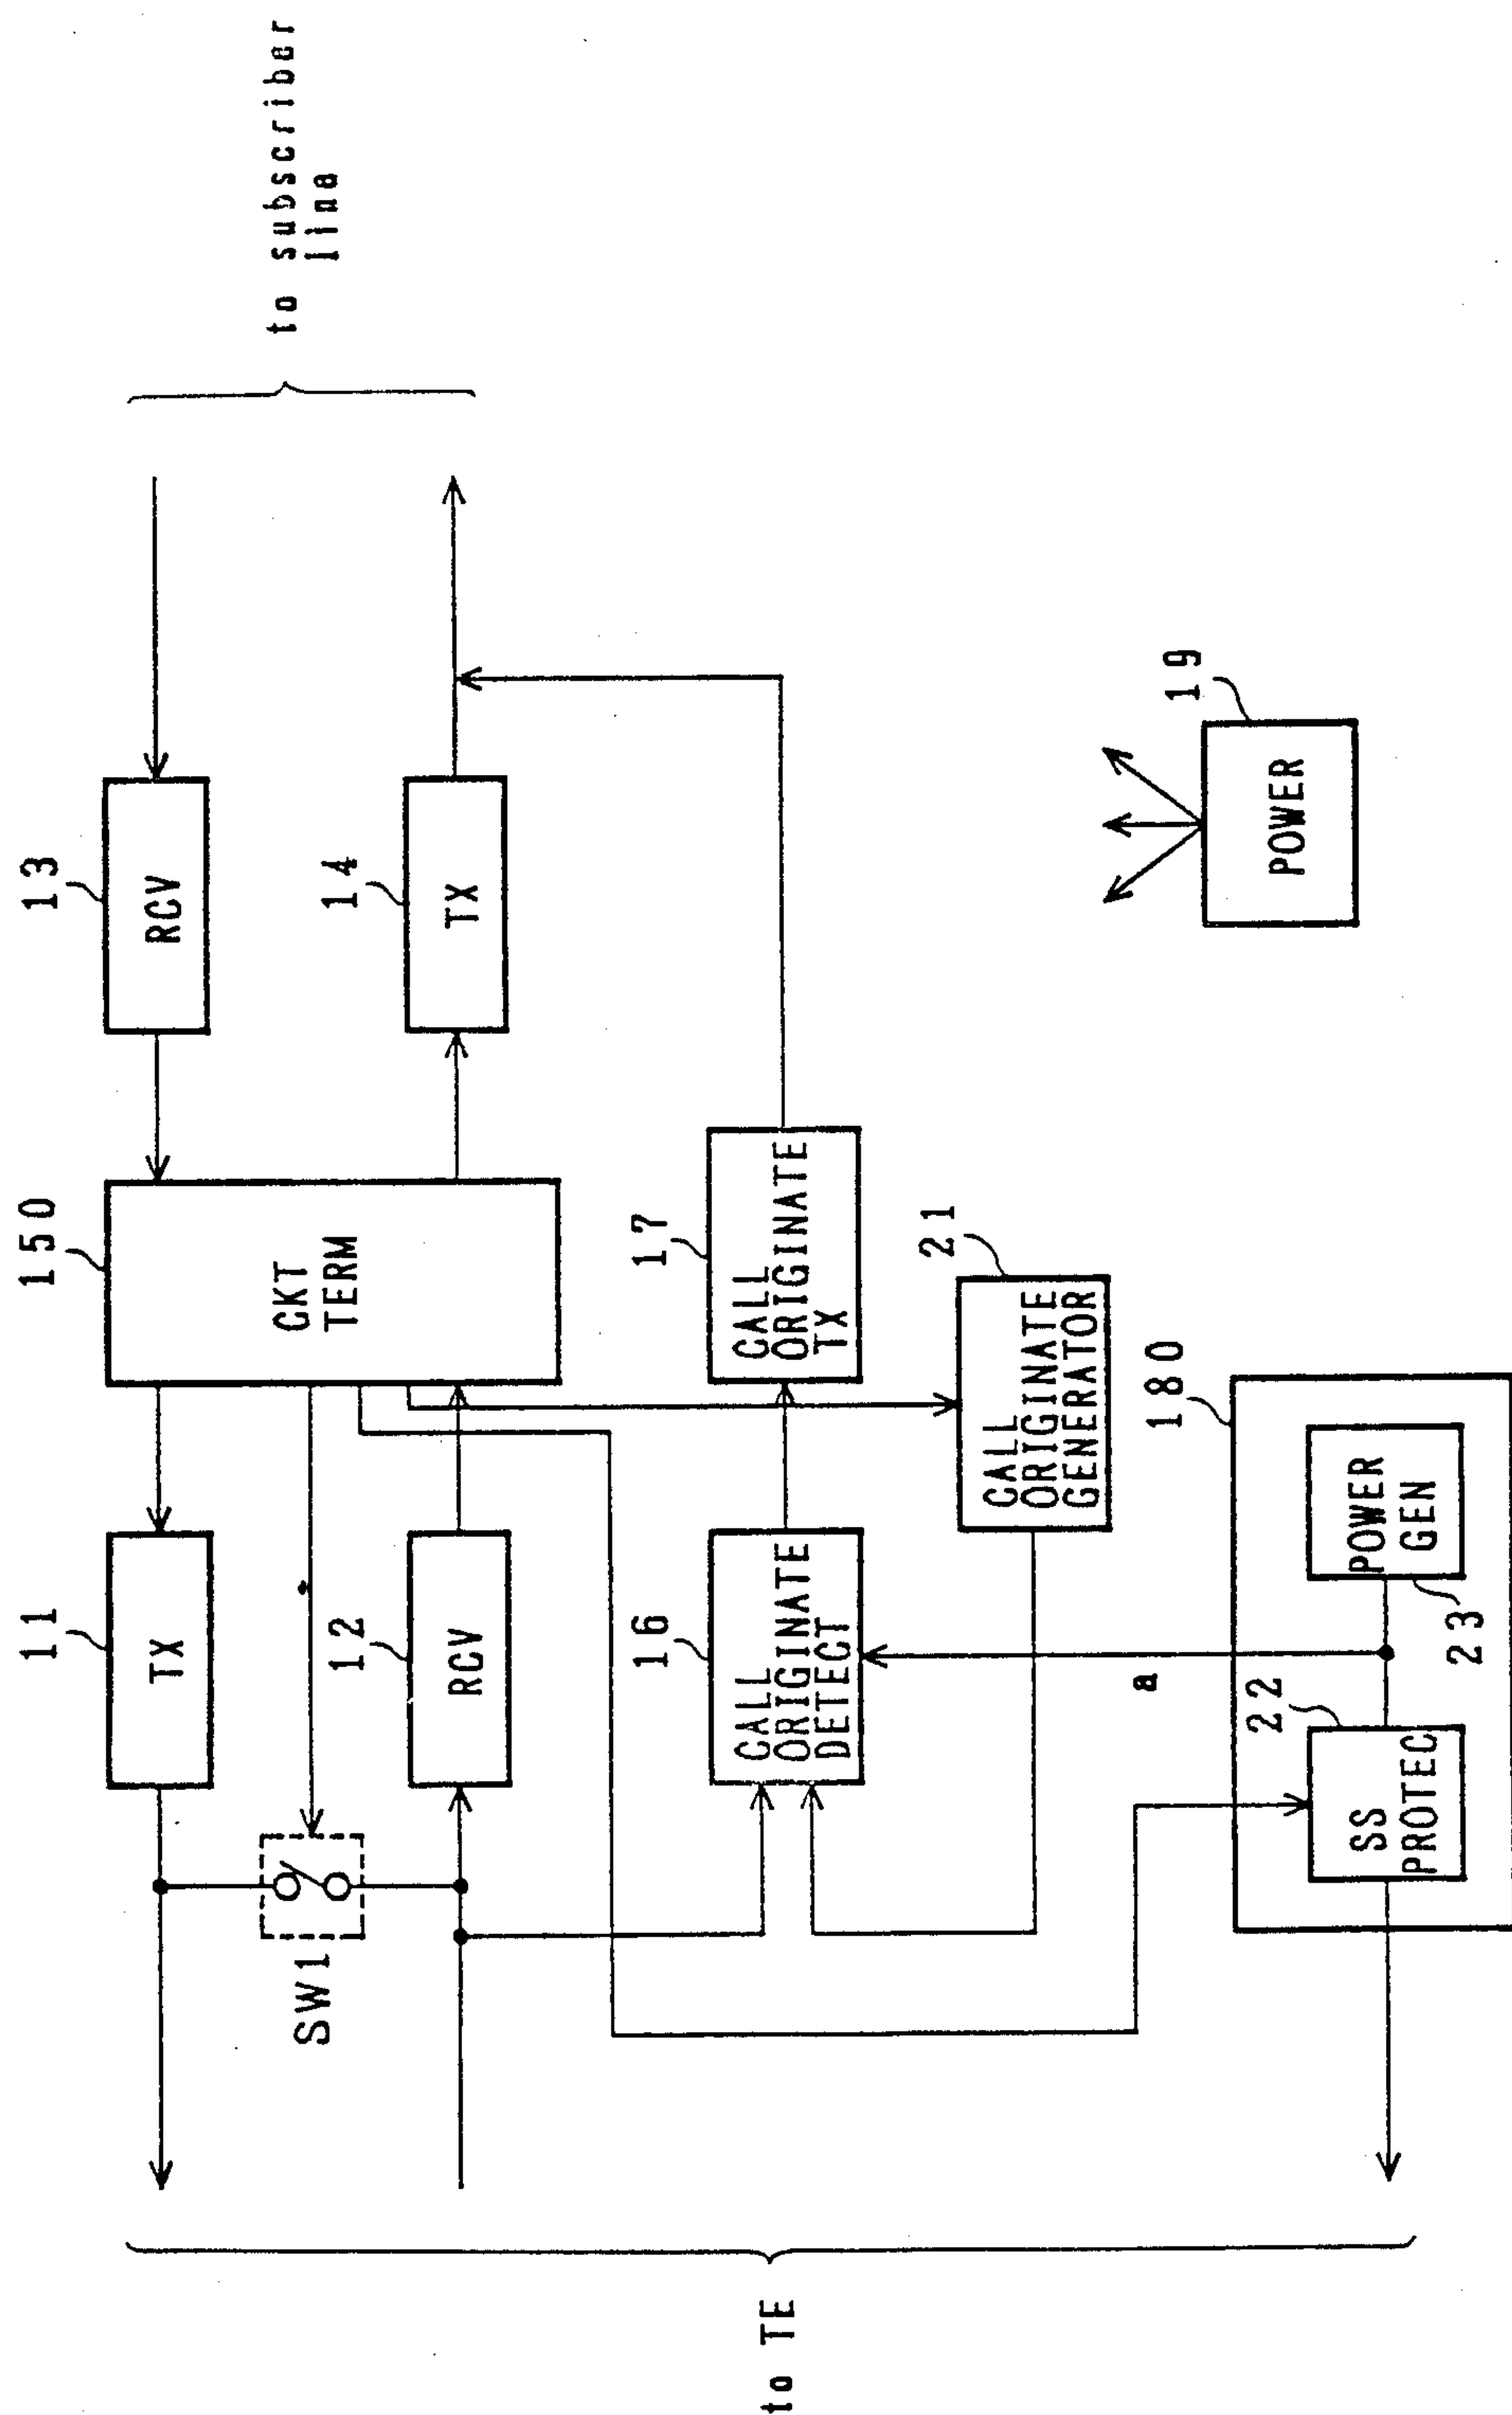 11
TX
150
CKT
TERM
13
RCV
to subscriber
line
SW1
12
RCV
14
TX
16
CALL
ORIGINATE
DETECT
17
CALL
ORIGINATE
TX
21
CALL
ORIGINATE
GENERATOR
to TE
a
180
22
SS
PROTEC
23
POWER
GEN
19
POWER